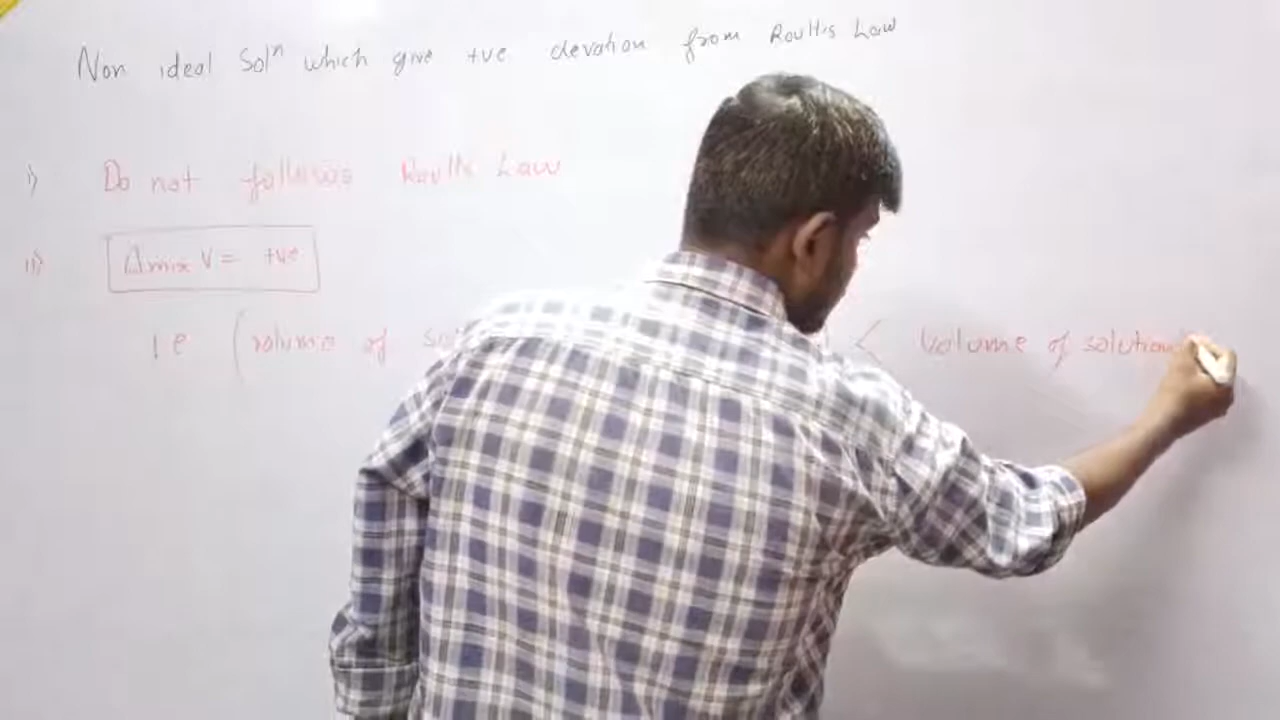 Non ideal Solⁿ which give +ve devation from Roults Law
i) Do not follows Roults Law
ii) Δmix V = +ve
i e ( volume of < volume of solution